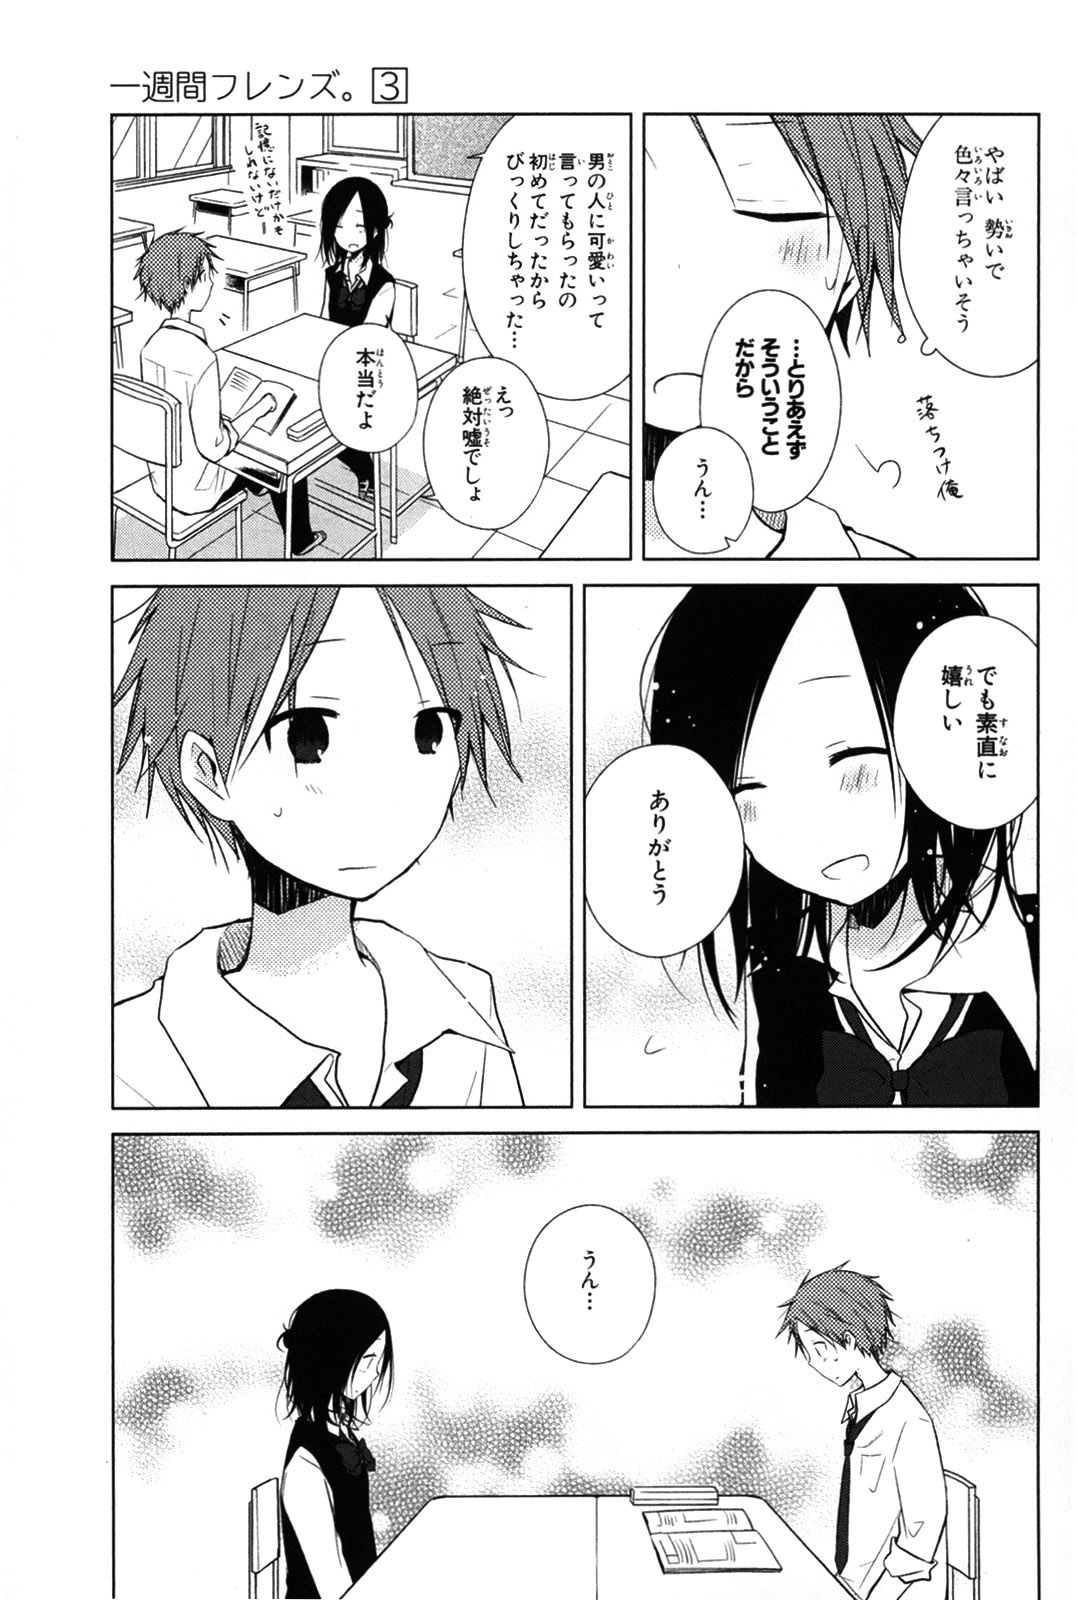 一週間フレンズ。3
やばい 勢いで
色々言っちゃいそう
落ちつけ俺
…とりあえず
そういうこと
だから
うん…
男の人に可愛いって
言ってもらったの
初めてだったから
びっくりしちゃった…
記憶にないだけかも
しれないけど
えっ
絶対嘘でしょ
本当だよ
でも素直に
嬉しい
ありがとう
うん…